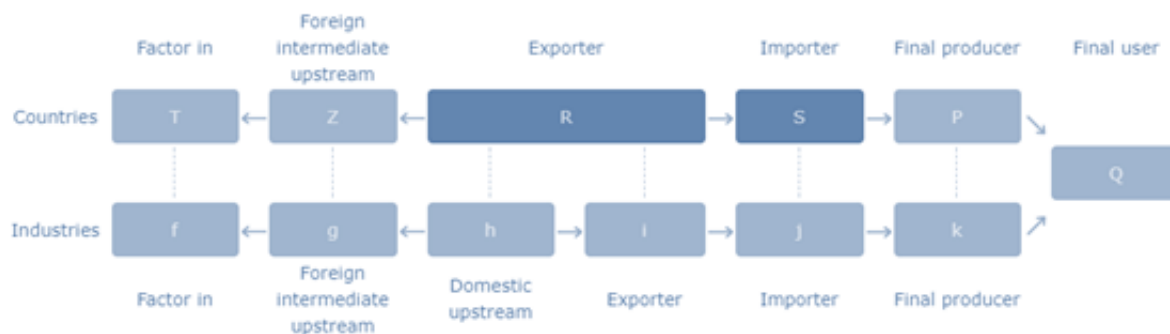 Factor in
Foreign
intermediate
upstream
Exporter
Importer
Final producer
Final user
Countries
T
Z
R
S
P
Q
Industries
f
g
h
i
j
k
Factor in
Foreign
intermediate
upstream
Domestic
upstream
Exporter
Importer
Final producer